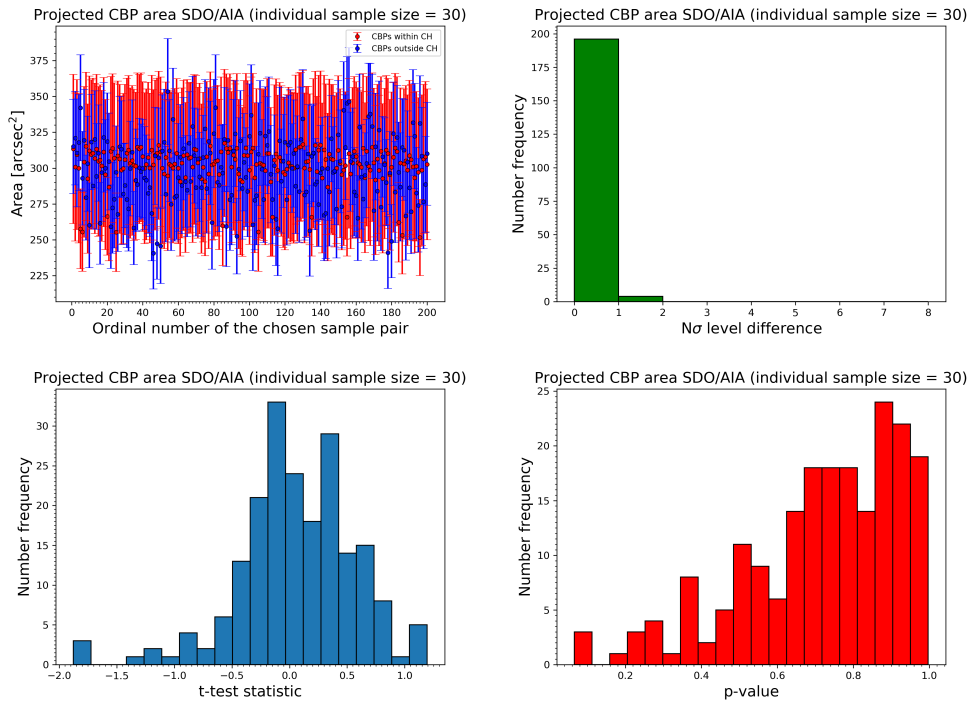 Projected CBP area SDO/AIA (individual sample size = 30)
CBPs within CH
CBPs outside CH
375
350
325
300
275
250
225
Area [arcsec²]
0 20 40 60 80 100 120 140 160 180 200
Ordinal number of the chosen sample pair
Projected CBP area SDO/AIA (individual sample size = 30)
200
175
150
125
100
75
50
25
0
Number frequency
0 1 2 3 4 5 6 7 8
Nσ level difference
Projected CBP area SDO/AIA (individual sample size = 30)
30
25
20
15
10
5
0
Number frequency
−2.0 −1.5 −1.0 −0.5 0.0 0.5 1.0
t-test statistic
Projected CBP area SDO/AIA (individual sample size = 30)
25
20
15
10
5
0
Number frequency
0.2 0.4 0.6 0.8 1.0
p-value